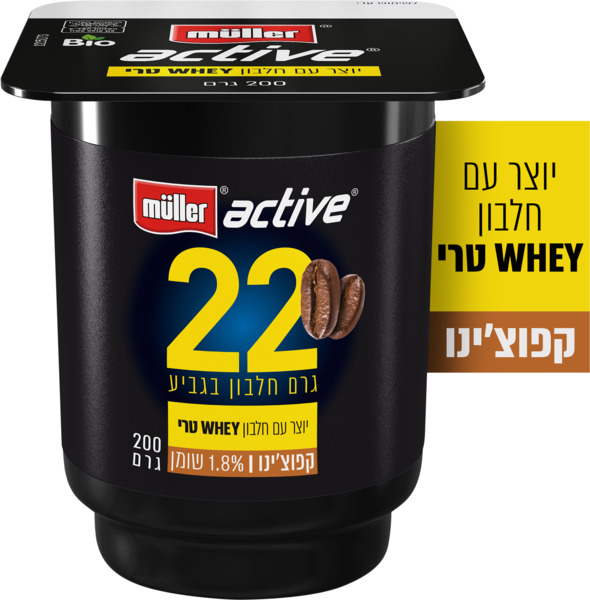 müller®
BIO active®
יוצר עם חלבון WHEY טרי
200 גרם
müller® active®
22
גרם חלבון בגביע
יוצר עם חלבון WHEY טרי
קפוצ׳ינו | 1.8% שומן
200
גרם
יוצר עם
חלבון
WHEY טרי
קפוצ׳ינו